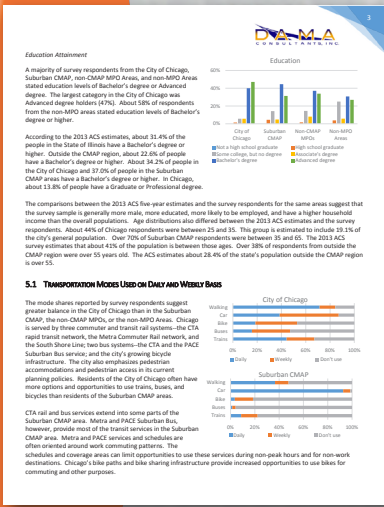 3
DAMA
CONSULTANTS, INC
Education Attainment
A majority of survey respondents from the City of Chicago,
Suburban CMAP, non-CMAP MPO Areas, and non-MPO Areas
stated education levels of Bachelor's degree or Advanced
degree. The largest category in the City of Chicago was
Advanced degree holders (47%). About 58% of respondents
from the non-MPO areas stated education levels of Bachelor's
degree or higher.
According to the 2013 ACS estimates, about 31.4% of the
people in the State of Illinois have a Bachelor's degree or
higher. Outside the CMAP region, about 22.6% of people
have a Bachelor's degree or higher. About 34.2% of people in
the City of Chicago and 37.0% of people in the Suburban
CMAP areas have a Bachelor's degree or higher. In Chicago,
about 13.8% of people have a Graduate or Professional degree.
Education
60%
40%
20%
0%
City of Chicago
Suburban CMAP
Non-CMAP MPO
Non-MPO Areas
Not a high school graduate
High school graduate
Some college, but no degree
Associate's degree
Bachelor's degree
Advanced degree
The comparisons between the 2013 ACS five-year estimates and the survey respondents for the same areas suggest that
the survey sample is generally more male, more educated, more likely to be employed, and have a higher household
income than the overall populations. Age distributions also differed between the 2013 ACS estimates and the survey
respondents. About 44% of Chicago respondents were between 25 and 35. This group is estimated to include 19.1% of
the city's general population. Over 70% of Suburban CMAP respondents were between 35 and 65. The 2013 ACS
survey estimates that about 41% of the population is between those ages. Over 38% of respondents from outside the
CMAP region were over 55 years old. The ACS estimates about 28.4% of the state's population outside the CMAP region
is over 55.
5.1 TRANSPORTATION MODES USED ON DAILY AND WEEKLY BASIS
The mode shares reported by survey respondents suggest
greater balance in the City of Chicago than in the Suburban
CMAP, the non-CMAP MPOs, or the non-MPO Areas. Chicago
is served by three commuter and transit rail systems--the CTA
rapid transit network, the Metra Commuter Rail network, and
the South Shore Line; two bus systems--the CTA and the PACE
Suburban Bus service; and the city's growing bicycle
infrastructure. The city also emphasizes pedestrian
accommodations and pedestrian access in its current
planning policies. Residents of the City of Chicago often have
more options and opportunities to use trains, buses, and
bicycles than residents of the Suburban CMAP areas.
City of Chicago
Walking
Car
Bike
Buses
Trains
0% 20% 40% 60% 80% 100%
Daily Weekly Don't use
Suburban CMAP
Walking
Car
Bike
Buses
Trains
0% 20% 40% 60% 80% 100%
Daily Weekly Don't use
CTA rail and bus services extend into some parts of the
Suburban CMAP area. Metra and PACE Suburban Bus,
however, provide most of the transit services in the Suburban
CMAP area. Metra and PACE services and schedules are
often oriented around work commuting patterns. The
schedules and coverage areas can limit opportunities to use these services during non-peak hours and for non-work
destinations. Chicago's bike paths and bike sharing infrastructure provide increased opportunities to use bikes for
commuting and other purposes.